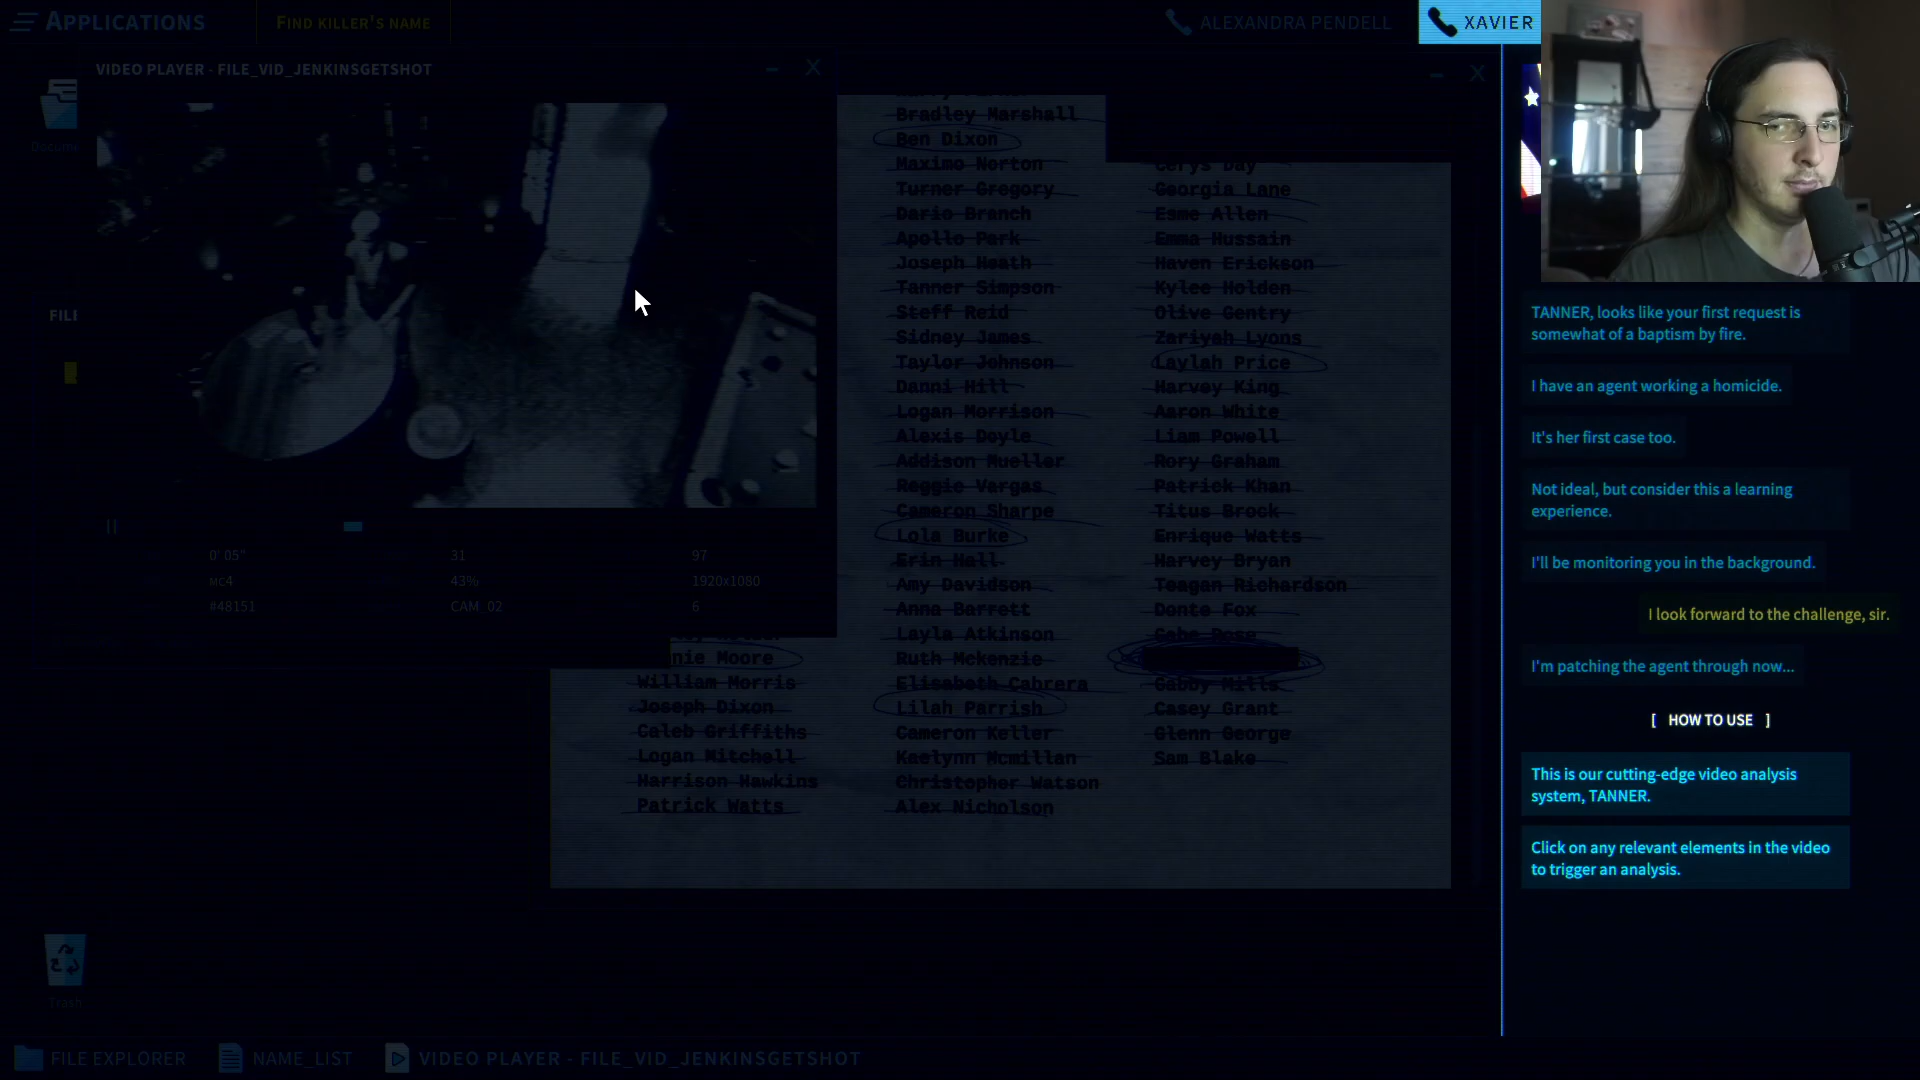 APPLICATIONS
FIND KILLER'S NAME
ALEXANDRA PENDELL
XAVIER
VIDEO PLAYER - FILE_VID_JENKINSGETSHOT
- X
- X
Docume
FILE
0' 05"
31
97
MC4
43%
1920x1080
#48151
CAM_02
6
nie Moore
William Morris
Joseph Dixon
Caleb Griffiths
Logan Mitchell
Harrison Hawkins
Patrick Watts
Bradley Marshall
Ben Dixon
Maximo Norton
Turner Gregory
Dario Branch
Apollo Park
Joseph Heath
Tanner Simpson
Steff Reid
Sidney James
Taylor Johnson
Danni Hill
Logan Morrison
Alexis Doyle
Addison Mueller
Reggie Vargas
Cameron Sharpe
Lola Burke
Erin Hall
Amy Davidson
Anna Barrett
Layla Atkinson
Ruth Mckenzie
Elisabeth Cabrera
Lilah Parrish
Cameron Keller
Kaelynn Mcmillan
Christopher Watson
Alex Nicholson
Cerys Day
Georgia Lane
Esme Allen
Emma Hussain
Haven Erickson
Kylee Holden
Olive Gentry
Zariyah Lyons
Laylah Price
Harvey King
Aaron White
Liam Powell
Rory Graham
Patrick Khan
Titus Brock
Enrique Watts
Harvey Bryan
Teagan Richardson
Donte Fox
Gabe Rose
Gabby Mills
Casey Grant
Glenn George
Sam Blake
TANNER, looks like your first request is
somewhat of a baptism by fire.
I have an agent working a homicide.
It's her first case too.
Not ideal, but consider this a learning
experience.
I'll be monitoring you in the background.
I look forward to the challenge, sir.
I'm patching the agent through now...
[ HOW TO USE ]
This is our cutting-edge video analysis
system, TANNER.
Click on any relevant elements in the video
to trigger an analysis.
Trash
FILE EXPLORER
NAME_LIST
VIDEO PLAYER - FILE_VID_JENKINSGETSHOT